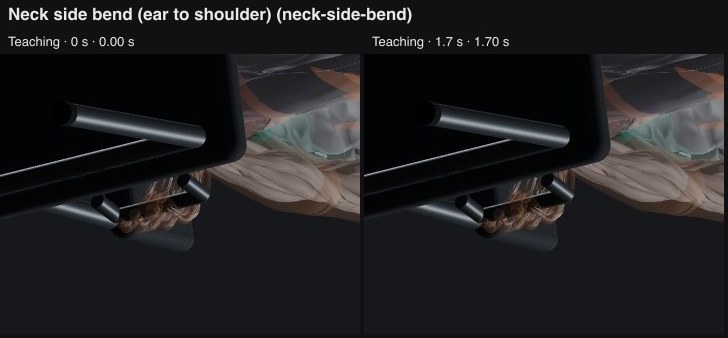 Neck side bend (ear to shoulder) (neck-side-bend)
Teaching · 0 s · 0.00 s
Teaching · 1.7 s · 1.70 s